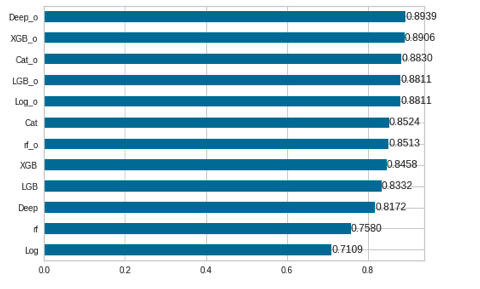 Deep_o 0.8939
XGB_o 0.8906
Cat_o 0.8830
LGB_o 0.8811
Log_o 0.8811
Cat 0.8524
rf_o 0.8513
XGB 0.8458
LGB 0.8332
Deep 0.8172
rf 0.7580
Log 0.7109
0.0 0.2 0.4 0.6 0.8